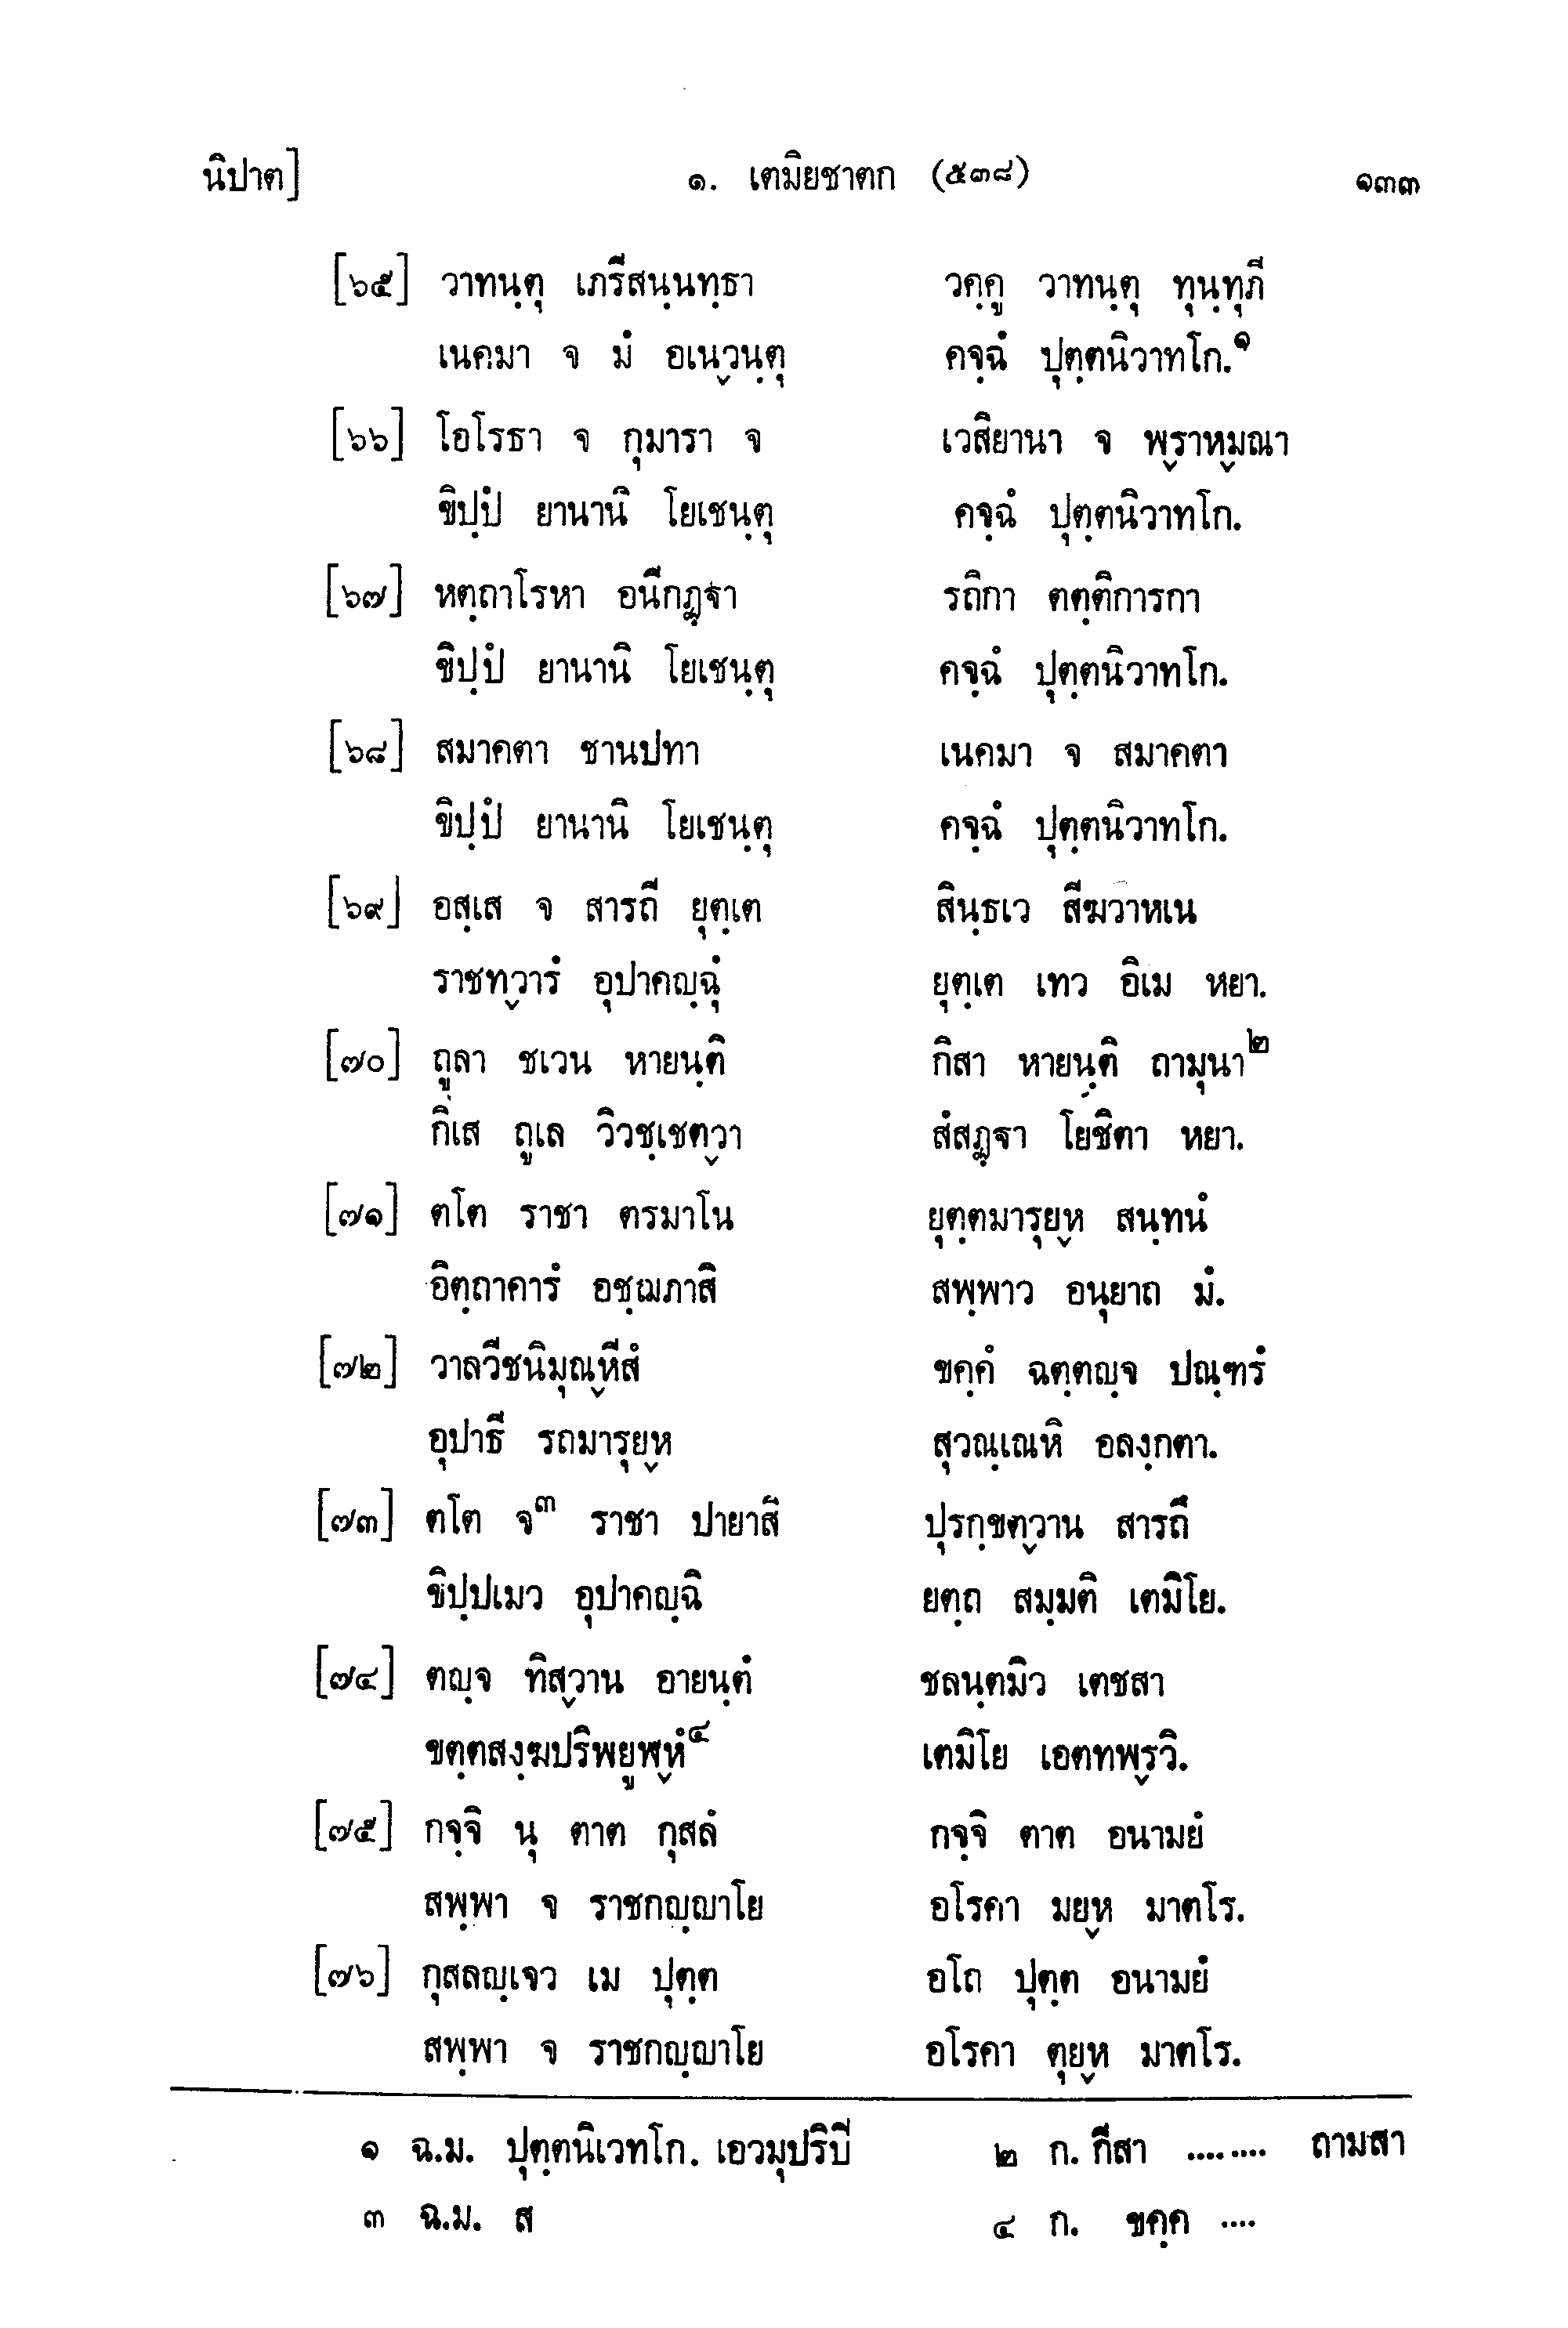 นิปาต] ๑. เตมิยชาตก (๕๓๘) ๑๓๓
[๖๕] วาทนฺตุ เภรีสนฺนทฺธา วคฺคู วาทนฺตุ ทุนฺทุภี
เนคมา จ มํ อเนฺวนฺตุ คจฺฉํ ปุตฺตนิวาทโก.๑
[๖๖] โอโรธา จ กุมารา จ เวสิยานา จ พฺราหฺมณา
ขิปฺปํ ยานานิ โยเชนฺตุ คจฺฉํ ปุตฺตนิวาทโก.
[๖๗] หตฺถาโรหา อนีกฏฺฐา รถิกา ตตฺติการกา
ขิปฺปํ ยานานิ โยเชนฺตุ คจฺฉํ ปุตฺตนิวาทโก.
[๖๘] สมาคตา ชานปทา เนคมา จ สมาคตา
ขิปฺปํ ยานานิ โยเชนฺตุ คจฺฉํ ปุตฺตนิวาทโก.
[๖๙] อสฺเส จ สารถี ยุตฺเต สินฺธเว สีฆวาหเน
ราชทฺวารํ อุปาคญฺฉุํ ยุตฺเต เทว อิเม หยา.
[๗๐] ถูลา ชเวน หายนฺติ กิสา หายนฺติ ถามุนา๒
กิเส ถูเล วิวชฺเชตฺวา สํสฏฺฐา โยชิตา หยา.
[๗๑] ตโต ราชา ตรมาโน ยุตฺตมารุยฺห สนฺทนํ
อิตฺถาคารํ อชฺฌภาสิ สพฺพาว อนุยาถ มํ.
[๗๒] วาลวีชนิมุณฺหีสํ ขคฺคํ ฉตฺตญฺจ ปณฺฑรํ
อุปาธี รถมารุยฺห สุวณฺเณหิ อลงฺกตา.
[๗๓] ตโต จ๓ ราชา ปายาสิ ปุรกฺขตฺวาน สารถึ
ขิปฺปเมว อุปาคญฺฉิ ยตฺถ สมฺมติ เตมิโย.
[๗๔] ตญฺจ ทิสฺวาน อายนฺตํ ชลนฺตมิว เตชสา
ขตฺตสงฺฆปริพยูฬฺหํ๔ เตมิโย เอตทพฺรวิ.
[๗๕] กจฺจิ นุ ตาต กุสลํ กจฺจิ ตาต อนามยํ
สพฺพา จ ราชกญฺญาโย อโรคา มยฺห มาตโร.
[๗๖] กุสลญฺเจว เม ปุตฺต อโถ ปุตฺต อนามยํ
สพฺพา จ ราชกญฺญาโย อโรคา ตุยฺห มาตโร.
๑ ฉ.ม. ปุตฺตนิเวทโก. เอวมุปริปิ ๒ ก. กีสา ........ ถามสา
๓ ฉ.ม. ส ๔ ก. ขคฺค ....